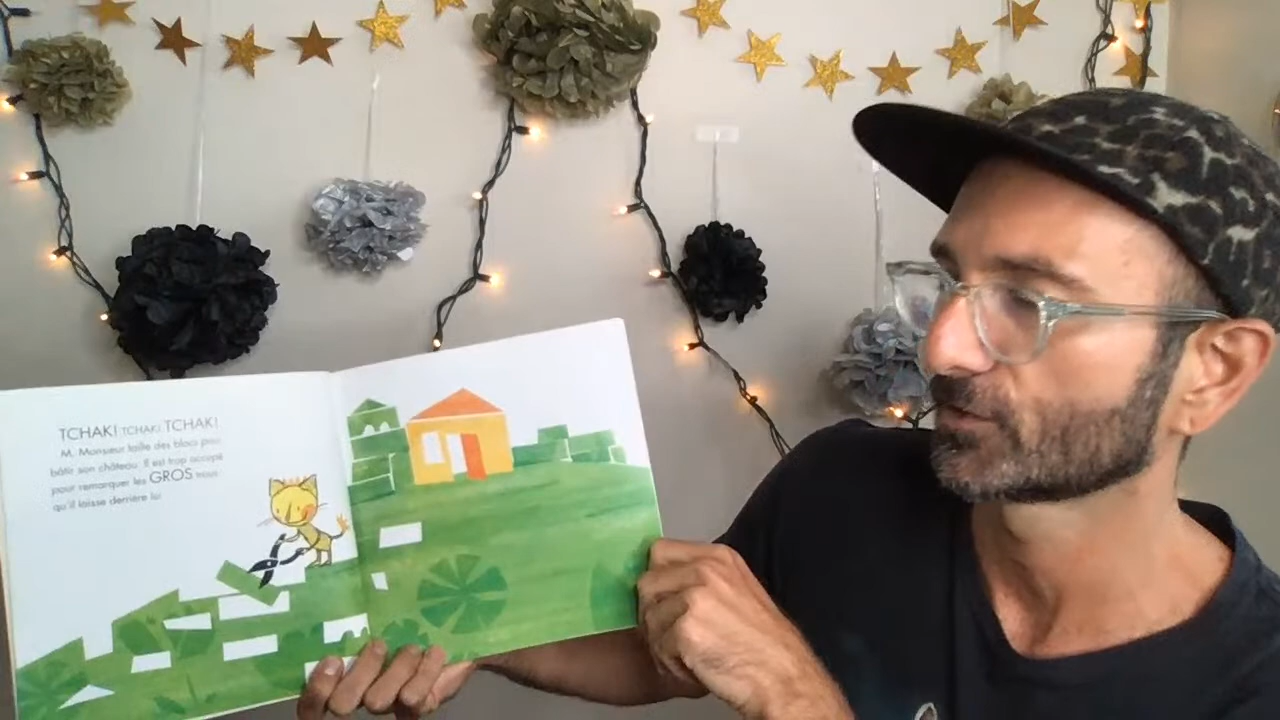 TCHAK! TCHAK! TCHAK!
M. Monsieur taille des blocs pour
bâtir son château. Il est trop occupé
pour remarquer les GROS trous
qu'il laisse derrière lui